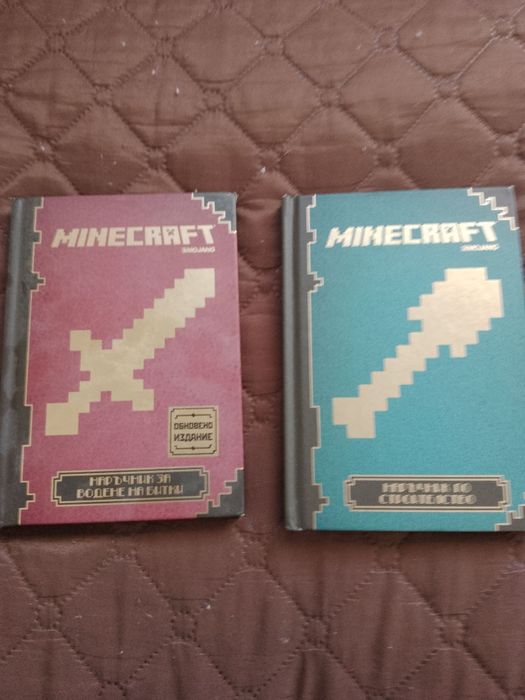 MINECRAFT
MOJANG
ОБНОВЕНО
ИЗДАНИЕ
НАРЪЧНИК ЗА
ВОДЕНЕ НА БИТКИ
MINECRAFT
MOJANG
НАРЪЧНИК ПО
СТРОИТЕЛСТВО